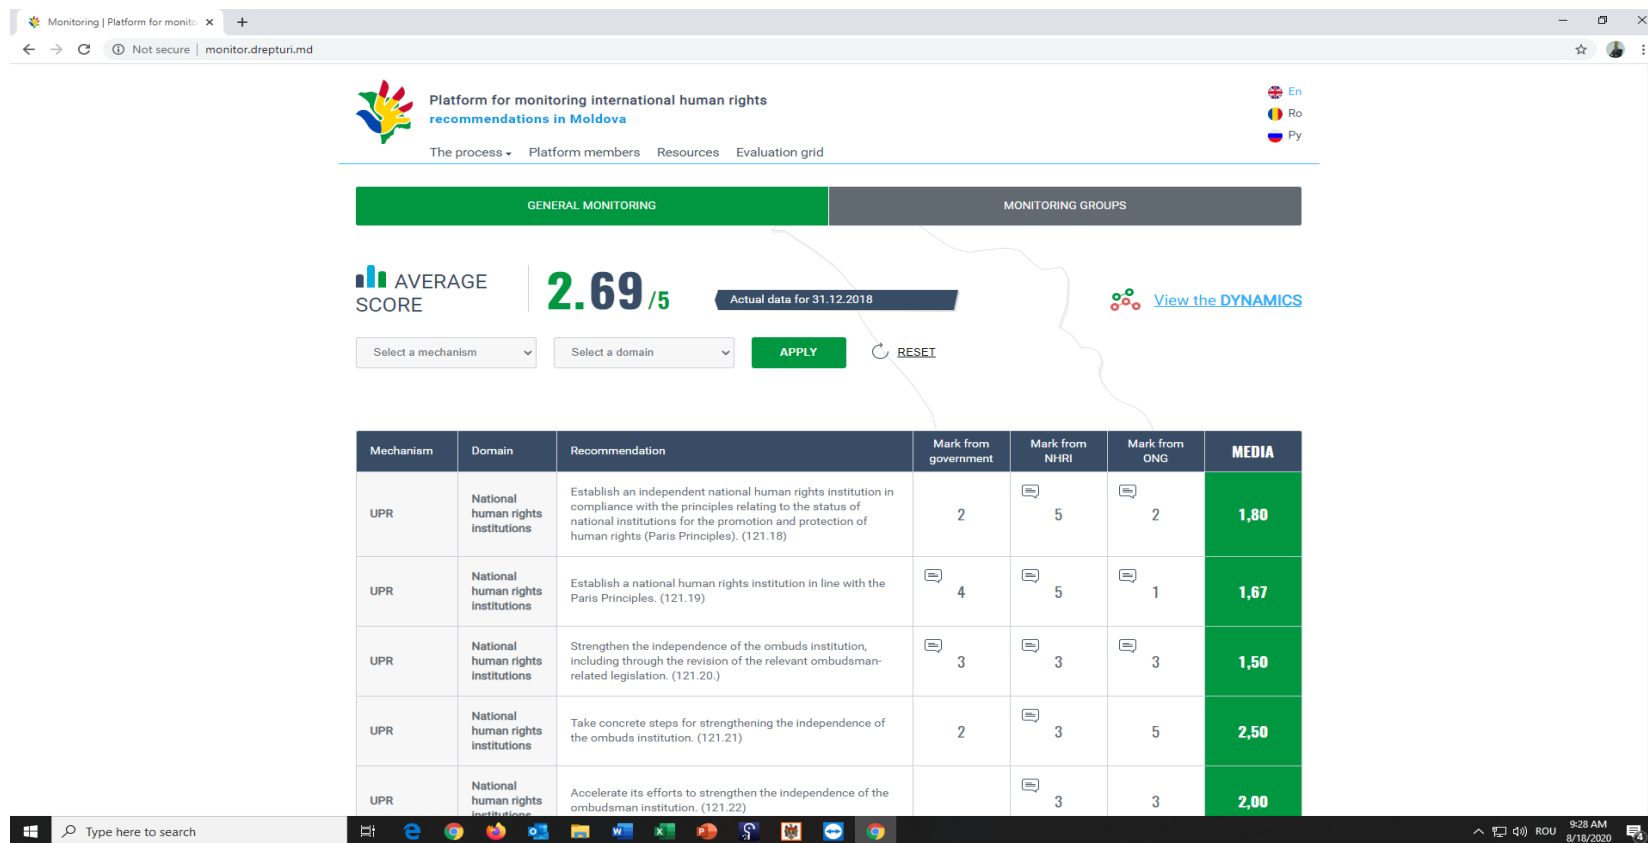 Monitoring | Platform for monito
Not secure | monitor.drepturi.md
Platform for monitoring international human rights
recommendations in Moldova
En
Ro
Ру
The process Platform members Resources Evaluation grid
GENERAL MONITORING MONITORING GROUPS
AVERAGE
SCORE
2.69 /5
Actual data for 31.12.2018
View the DYNAMICS
Select a mechanism Select a domain APPLY RESET
Mechanism Domain Recommendation Mark from government Mark from NHRI Mark from ONG MEDIA
UPR
National
human rights
institutions
Establish an independent national human rights institution in
compliance with the principles relating to the status of
national institutions for the promotion and protection of
human rights (Paris Principles). (121.18)
2 5 2 1,80
UPR
National
human rights
institutions
Establish a national human rights institution in line with the
Paris Principles. (121.19)
4 5 1 1,67
UPR
National
human rights
institutions
Strengthen the independence of the ombuds institution,
including through the revision of the relevant ombudsman-
related legislation. (121.20.)
3 3 3 1,50
UPR
National
human rights
institutions
Take concrete steps for strengthening the independence of
the ombuds institution. (121.21)
2 3 5 2,50
UPR
National
human rights
institutions
Accelerate its efforts to strengthen the independence of the
ombudsman institution. (121.22)
3 3 2,00
Type here to search
ROU
9:28 AM
8/18/2020